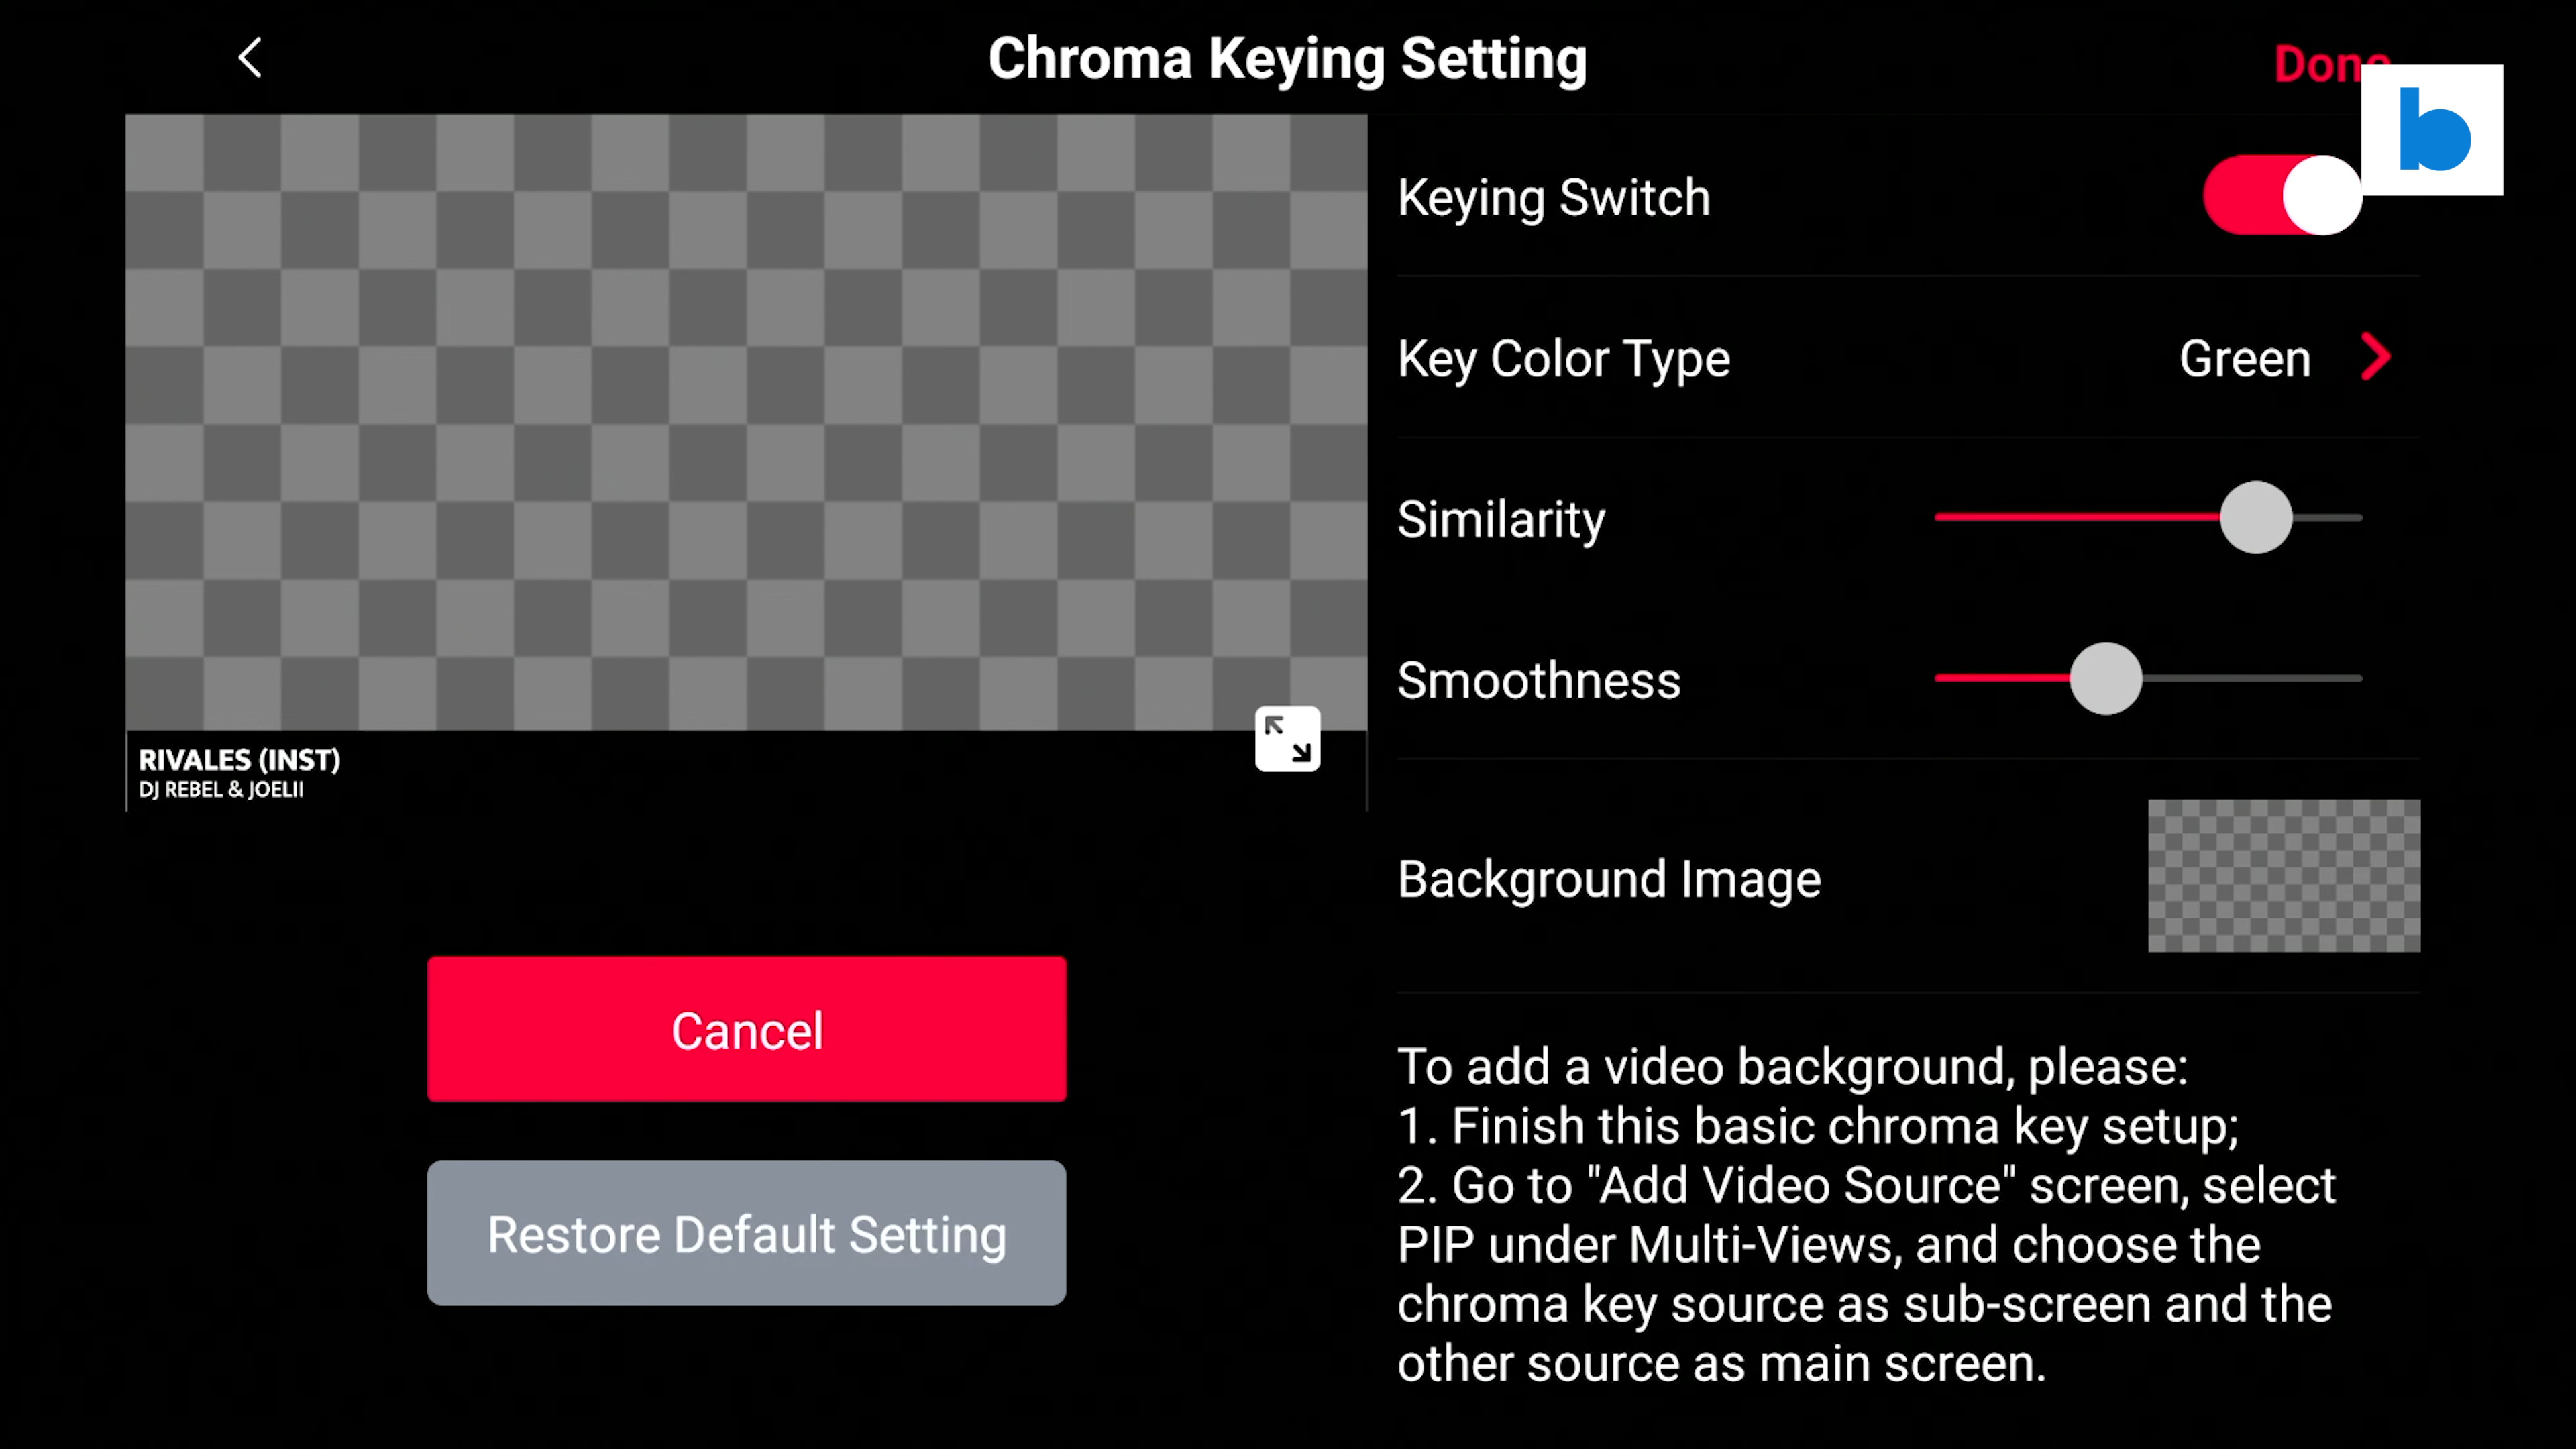 Chroma Keying Setting
Done
b
Keying Switch
Key Color Type
Green
Similarity
Smoothness
RIVALES (INST)
DJ REBEL & JOELII
Background Image
Cancel
Restore Default Setting
To add a video background, please:
1. Finish this basic chroma key setup;
2. Go to "Add Video Source" screen, select
PIP under Multi-Views, and choose the
chroma key source as sub-screen and the
other source as main screen.